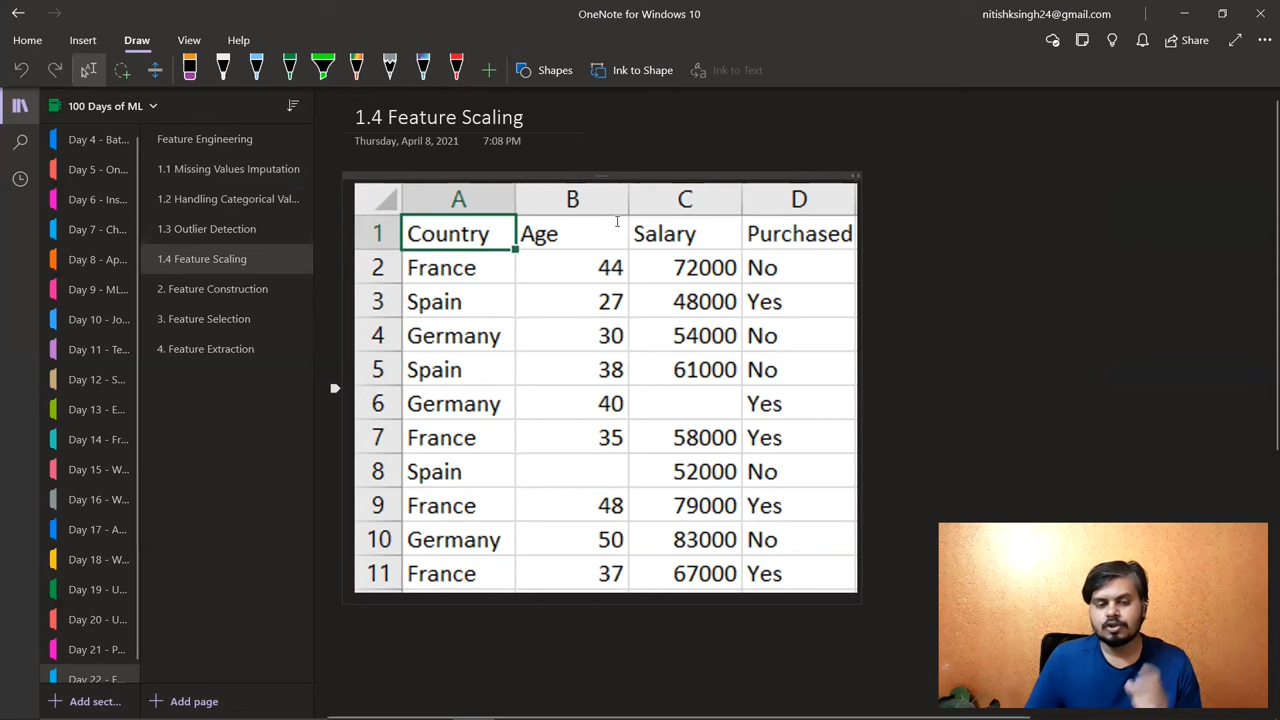 OneNote for Windows 10
nitishksingh24@gmail.com
Home
Insert
Draw
View
Help
Shapes
Ink to Shape
Ink to Text
Share
100 Days of ML
Day 4 - Bat...
Day 5 - On...
Day 6 - Ins...
Day 7 - Ch...
Day 8 - Ap...
Day 9 - ML...
Day 10 - Jo...
Day 11 - Te...
Day 12 - S...
Day 13 - E...
Day 14 - Fr...
Day 15 - W...
Day 16 - W...
Day 17 - A...
Day 18 - W...
Day 19 - U...
Day 20 - U...
Day 21 - P...
Day 22 - F...
Add sect...
Feature Engineering
1.1 Missing Values Imputation
1.2 Handling Categorical Val...
1.3 Outlier Detection
1.4 Feature Scaling
2. Feature Construction
3. Feature Selection
4. Feature Extraction
Add page
1.4 Feature Scaling
Thursday, April 8, 2021 7:08 PM
A B C D
1 Country Age Salary Purchased
2 France 44 72000 No
3 Spain 27 48000 Yes
4 Germany 30 54000 No
5 Spain 38 61000 No
6 Germany 40 Yes
7 France 35 58000 Yes
8 Spain 52000 No
9 France 48 79000 Yes
10 Germany 50 83000 No
11 France 37 67000 Yes